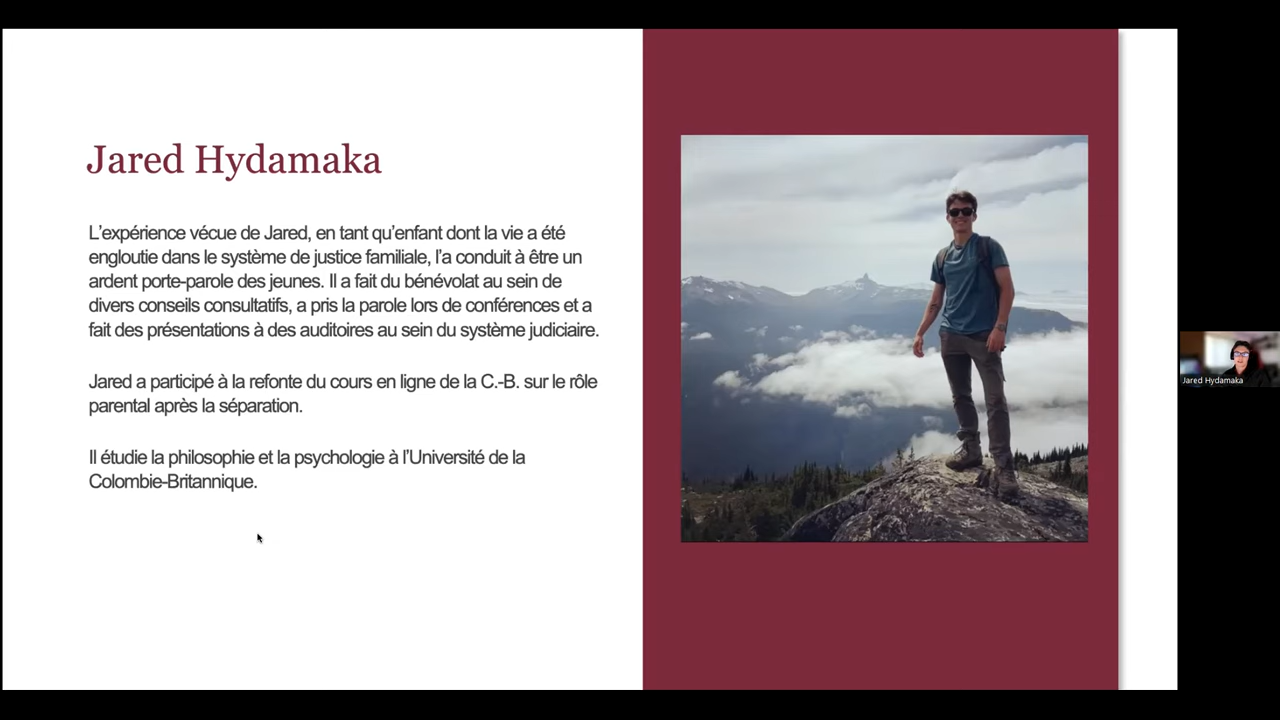 Jared Hydamaka
L’expérience vécue de Jared, en tant qu’enfant dont la vie a été
engloutie dans le système de justice familiale, l’a conduit à être un
ardent porte-parole des jeunes. Il a fait du bénévolat au sein de
divers conseils consultatifs, a pris la parole lors de conférences et a
fait des présentations à des auditoires au sein du système judiciaire.
Jared a participé à la refonte du cours en ligne de la C.-B. sur le rôle
parental après la séparation.
Il étudie la philosophie et la psychologie à l’Université de la
Colombie-Britannique.
Jared Hydamaka